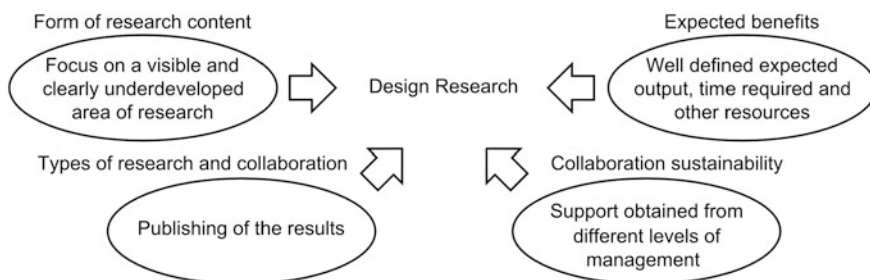 Form of research content
Focus on a visible and
clearly underdeveloped
area of research
Design Research
Expected benefits
Well defined expected
output, time required and
other resources
Types of research and collaboration
Publishing of the results
Collaboration sustainability
Support obtained from
different levels of
management